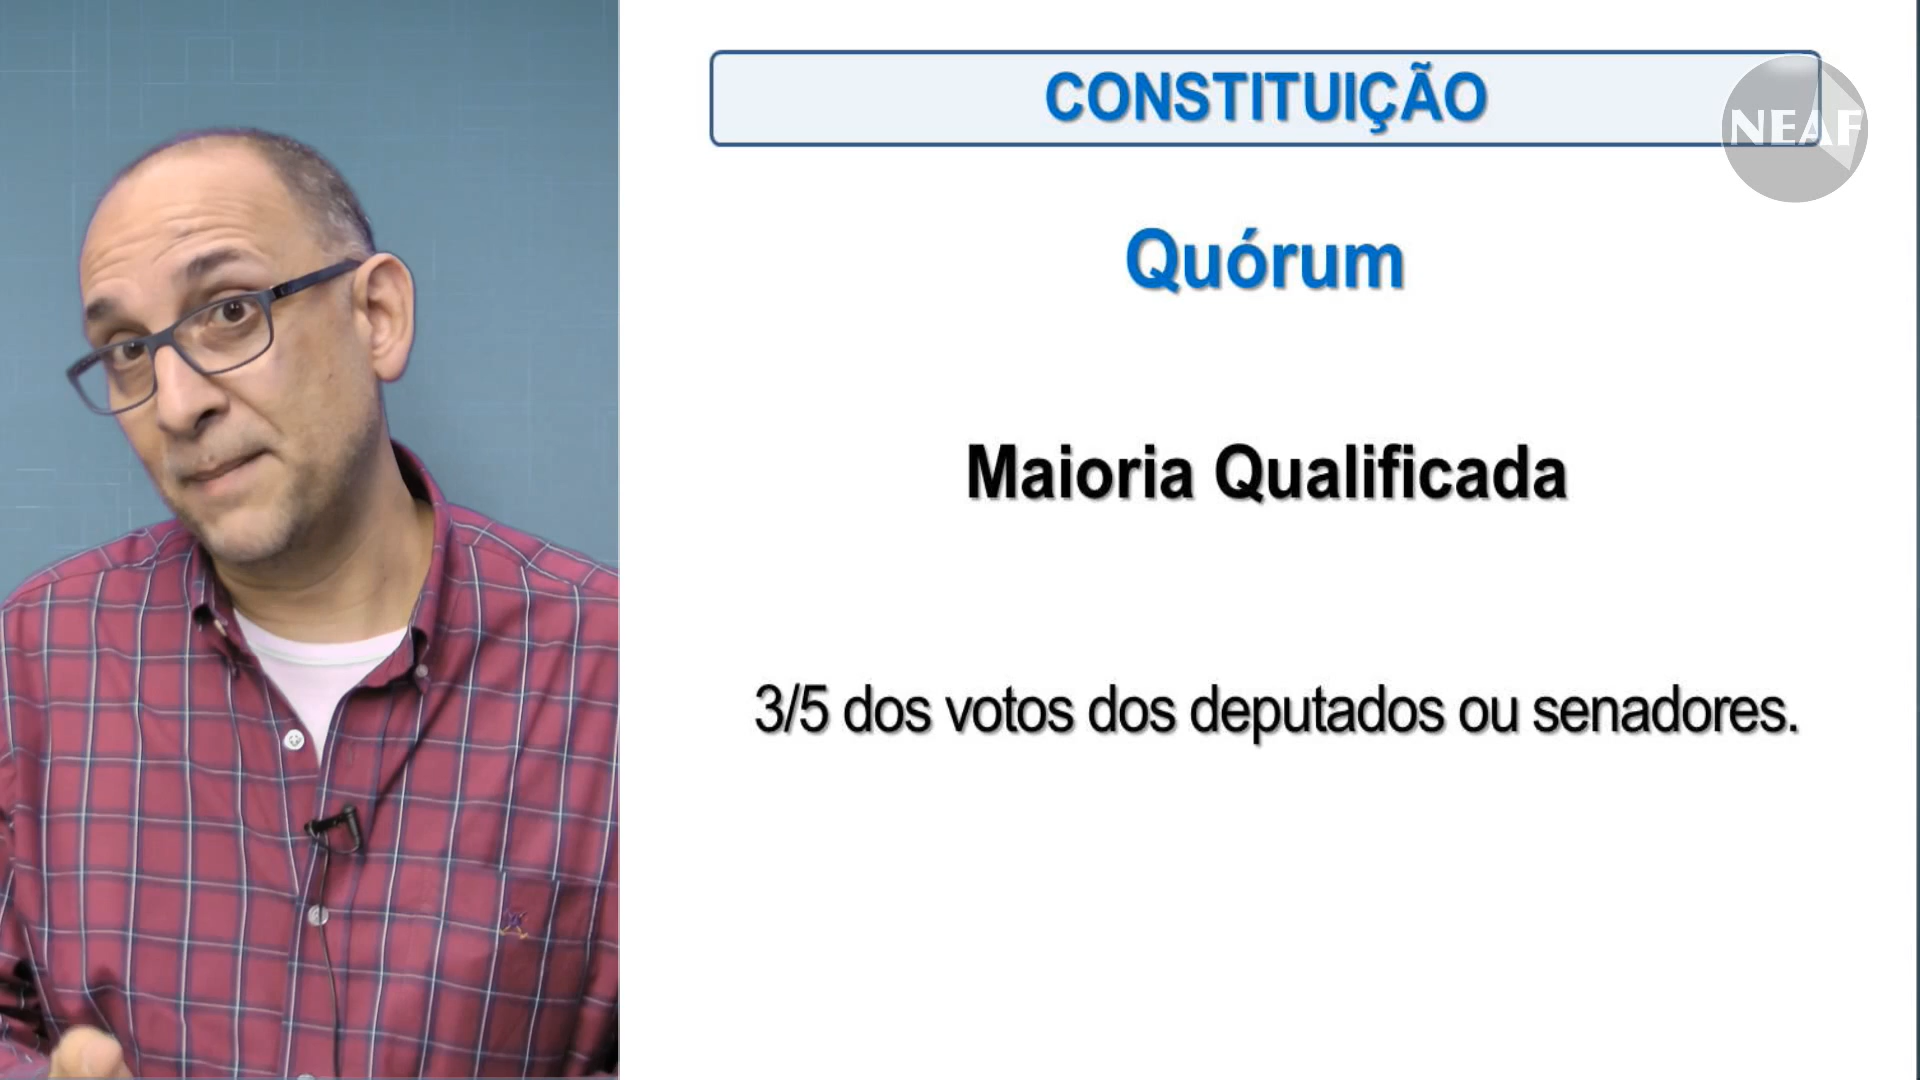 CONSTITUIÇÃO
NEAF
Quórum
Maioria Qualificada
3/5 dos votos dos deputados ou senadores.